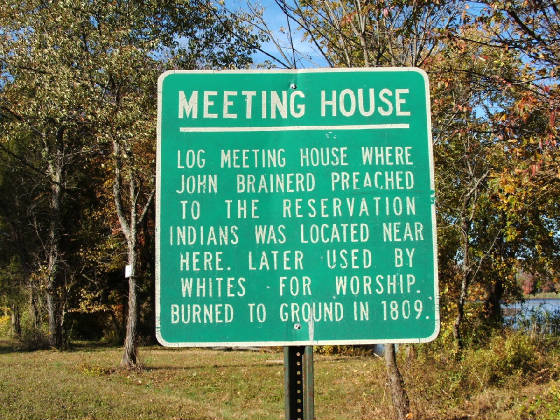 MEETING HOUSE
LOG MEETING HOUSE WHERE
JOHN BRAINERD PREACHED
TO THE RESERVATION
INDIANS WAS LOCATED NEAR
HERE. LATER USED BY
WHITES FOR WORSHIP.
BURNED TO GROUND IN 1809.